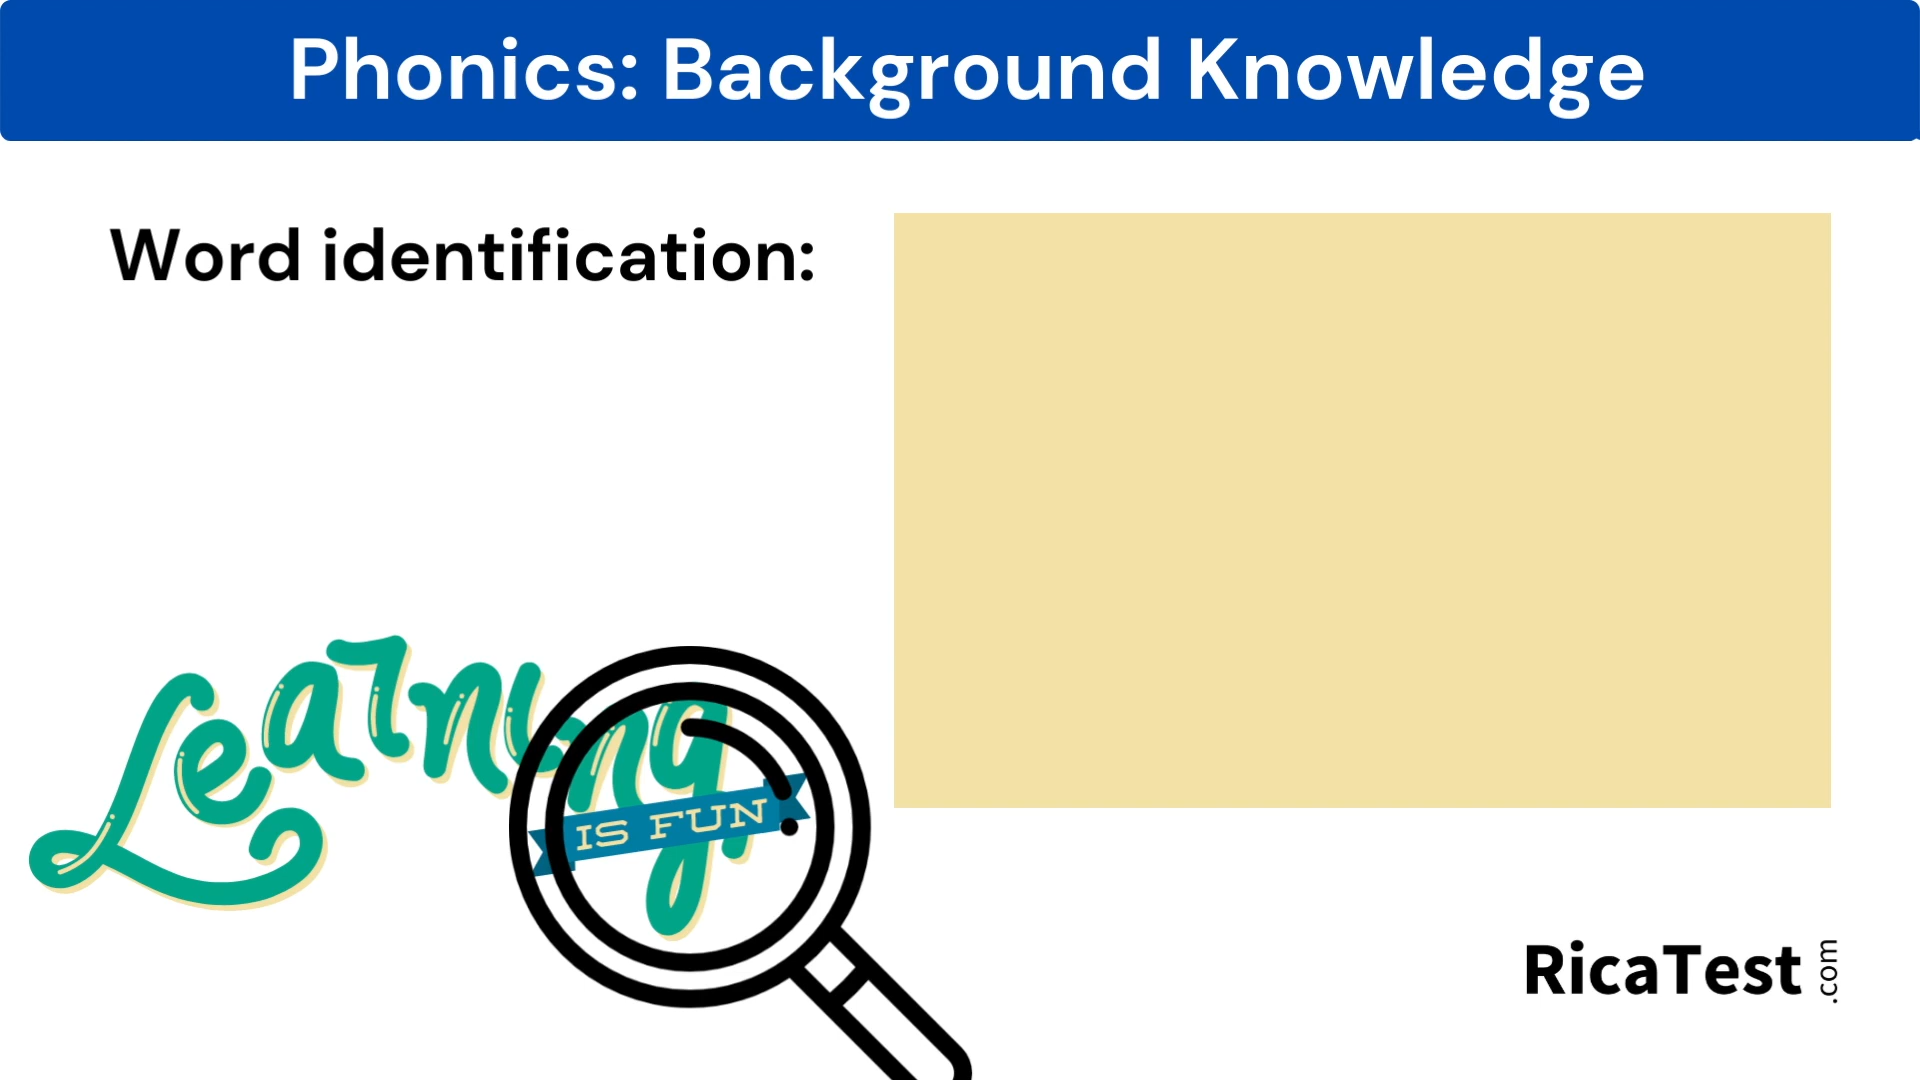 Phonics: Background Knowledge
Word identification:
Learning
IS FUN
RicaTest
.com